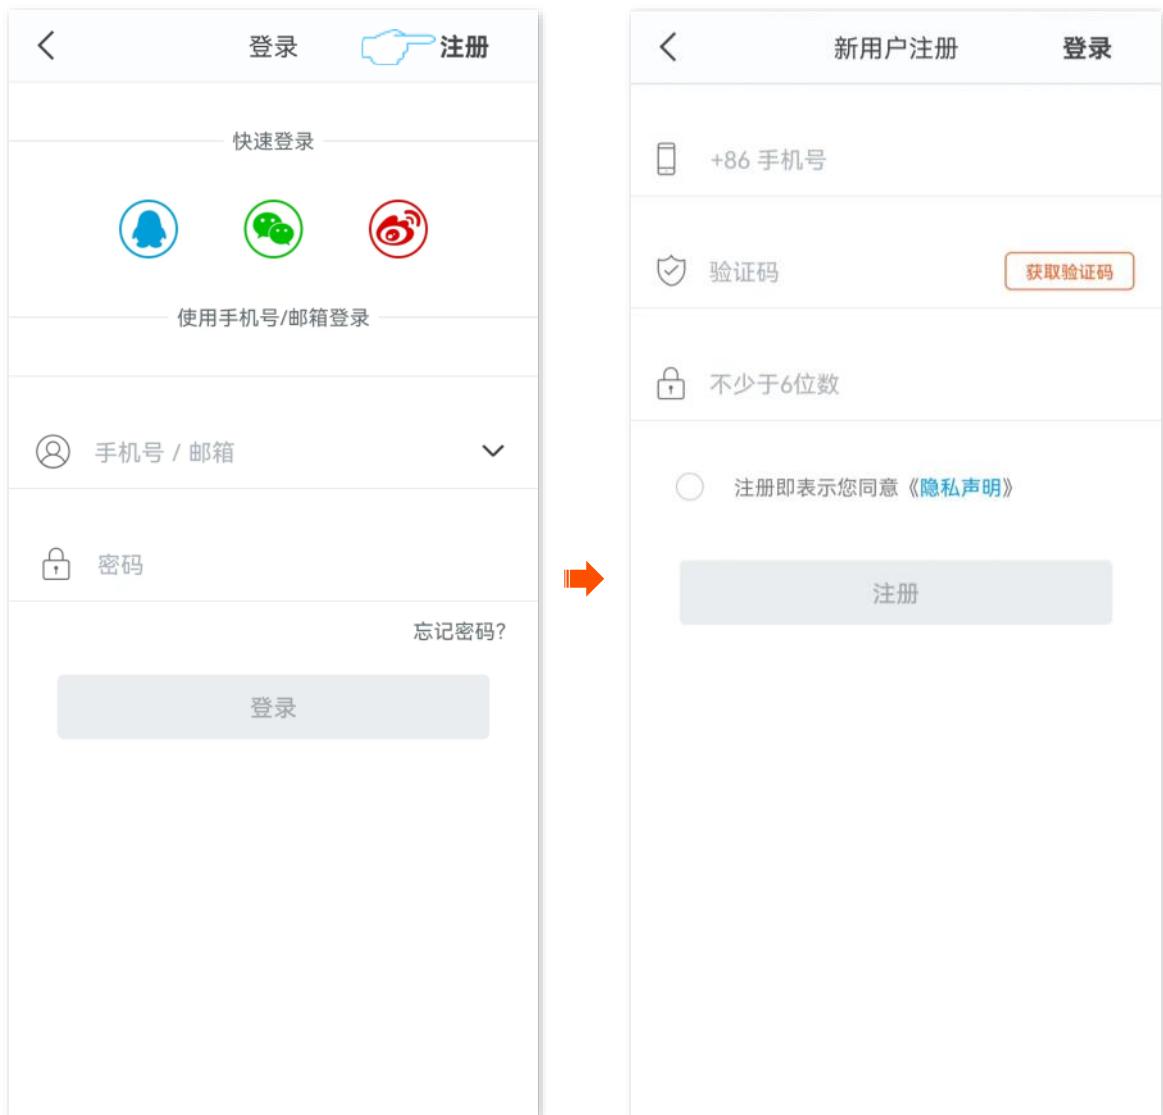 登录
注册
快速登录
使用手机号/邮箱登录
手机号 / 邮箱
密码
忘记密码?
登录
新用户注册
登录
+86 手机号
验证码
获取验证码
不少于6位数
注册即表示您同意《隐私声明》
注册